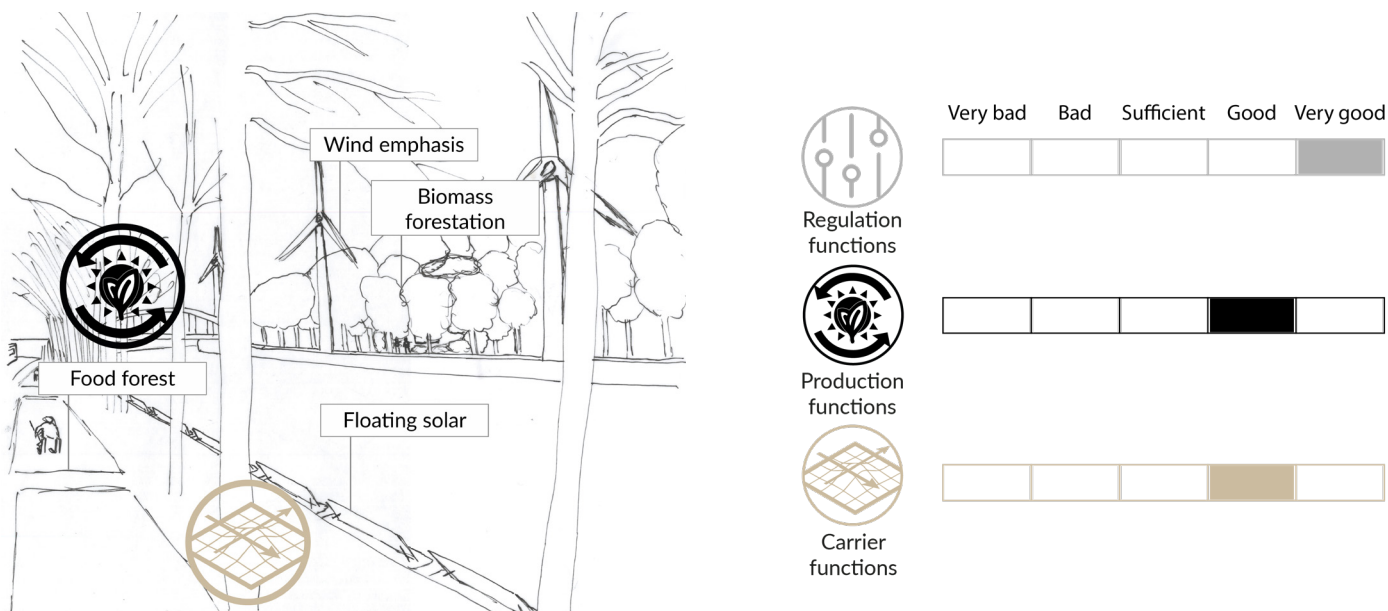 Wind emphasis
Biomass
forestation
Food forest
Floating solar
Very bad Bad Sufficient Good Very good
Regulation
functions
Production
functions
Carrier
functions